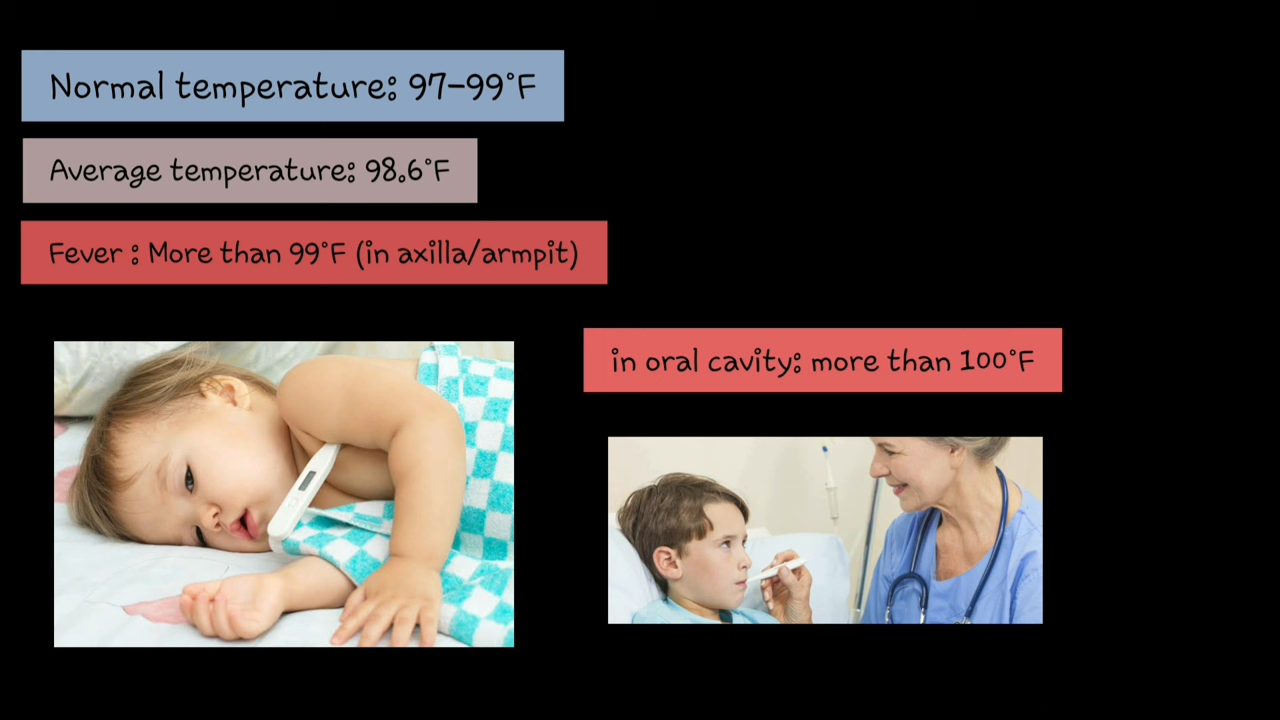 Normal temperature: 97-99°F
Average temperature: 98.6°F
Fever : More than 99°F (in axilla/armpit)
in oral cavity: more than 100°F